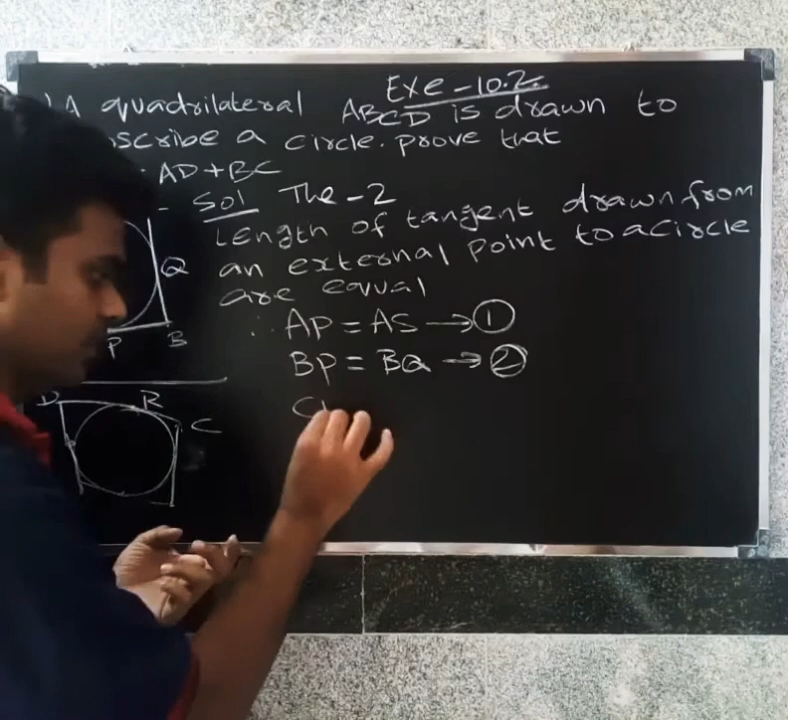 Exe-10.2.
) A quadrilateral ABCD is drawn to
scribe a circle. prove that
AD+BC
Sol The-2
Length of tangent drawn from
an external point to a circle
are equal
∴ AP = AS → ①
BP = BQ → ②
C
Q
P B
D R
C